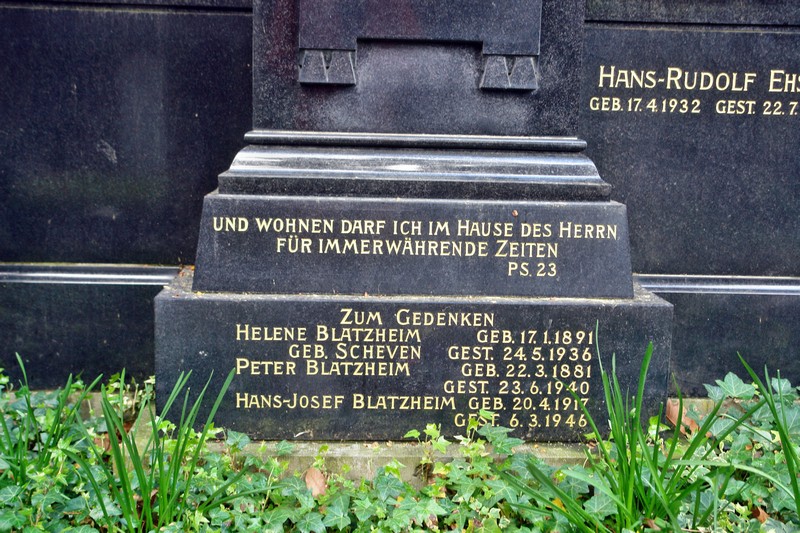 HANS-RUDOLF
GEB. 17.4.1932 GEST. 22.7.
UND WOHNEN DARF ICH IM HAUSE DES HERRN
FÜR IMMERWÄHRENDE ZEITEN
PS. 23
ZUM GEDENKEN
HELENE BLATZHEIM GEB. 17.1.1891
GEB. SCHEVEN GEST. 24.5.1936
PETER BLATZHEIM GEB. 22.3.1881
GEST. 23.6.1940
HANS-JOSEF BLATZHEIM GEB. 20.4.1917
GEST. 6.3.1946